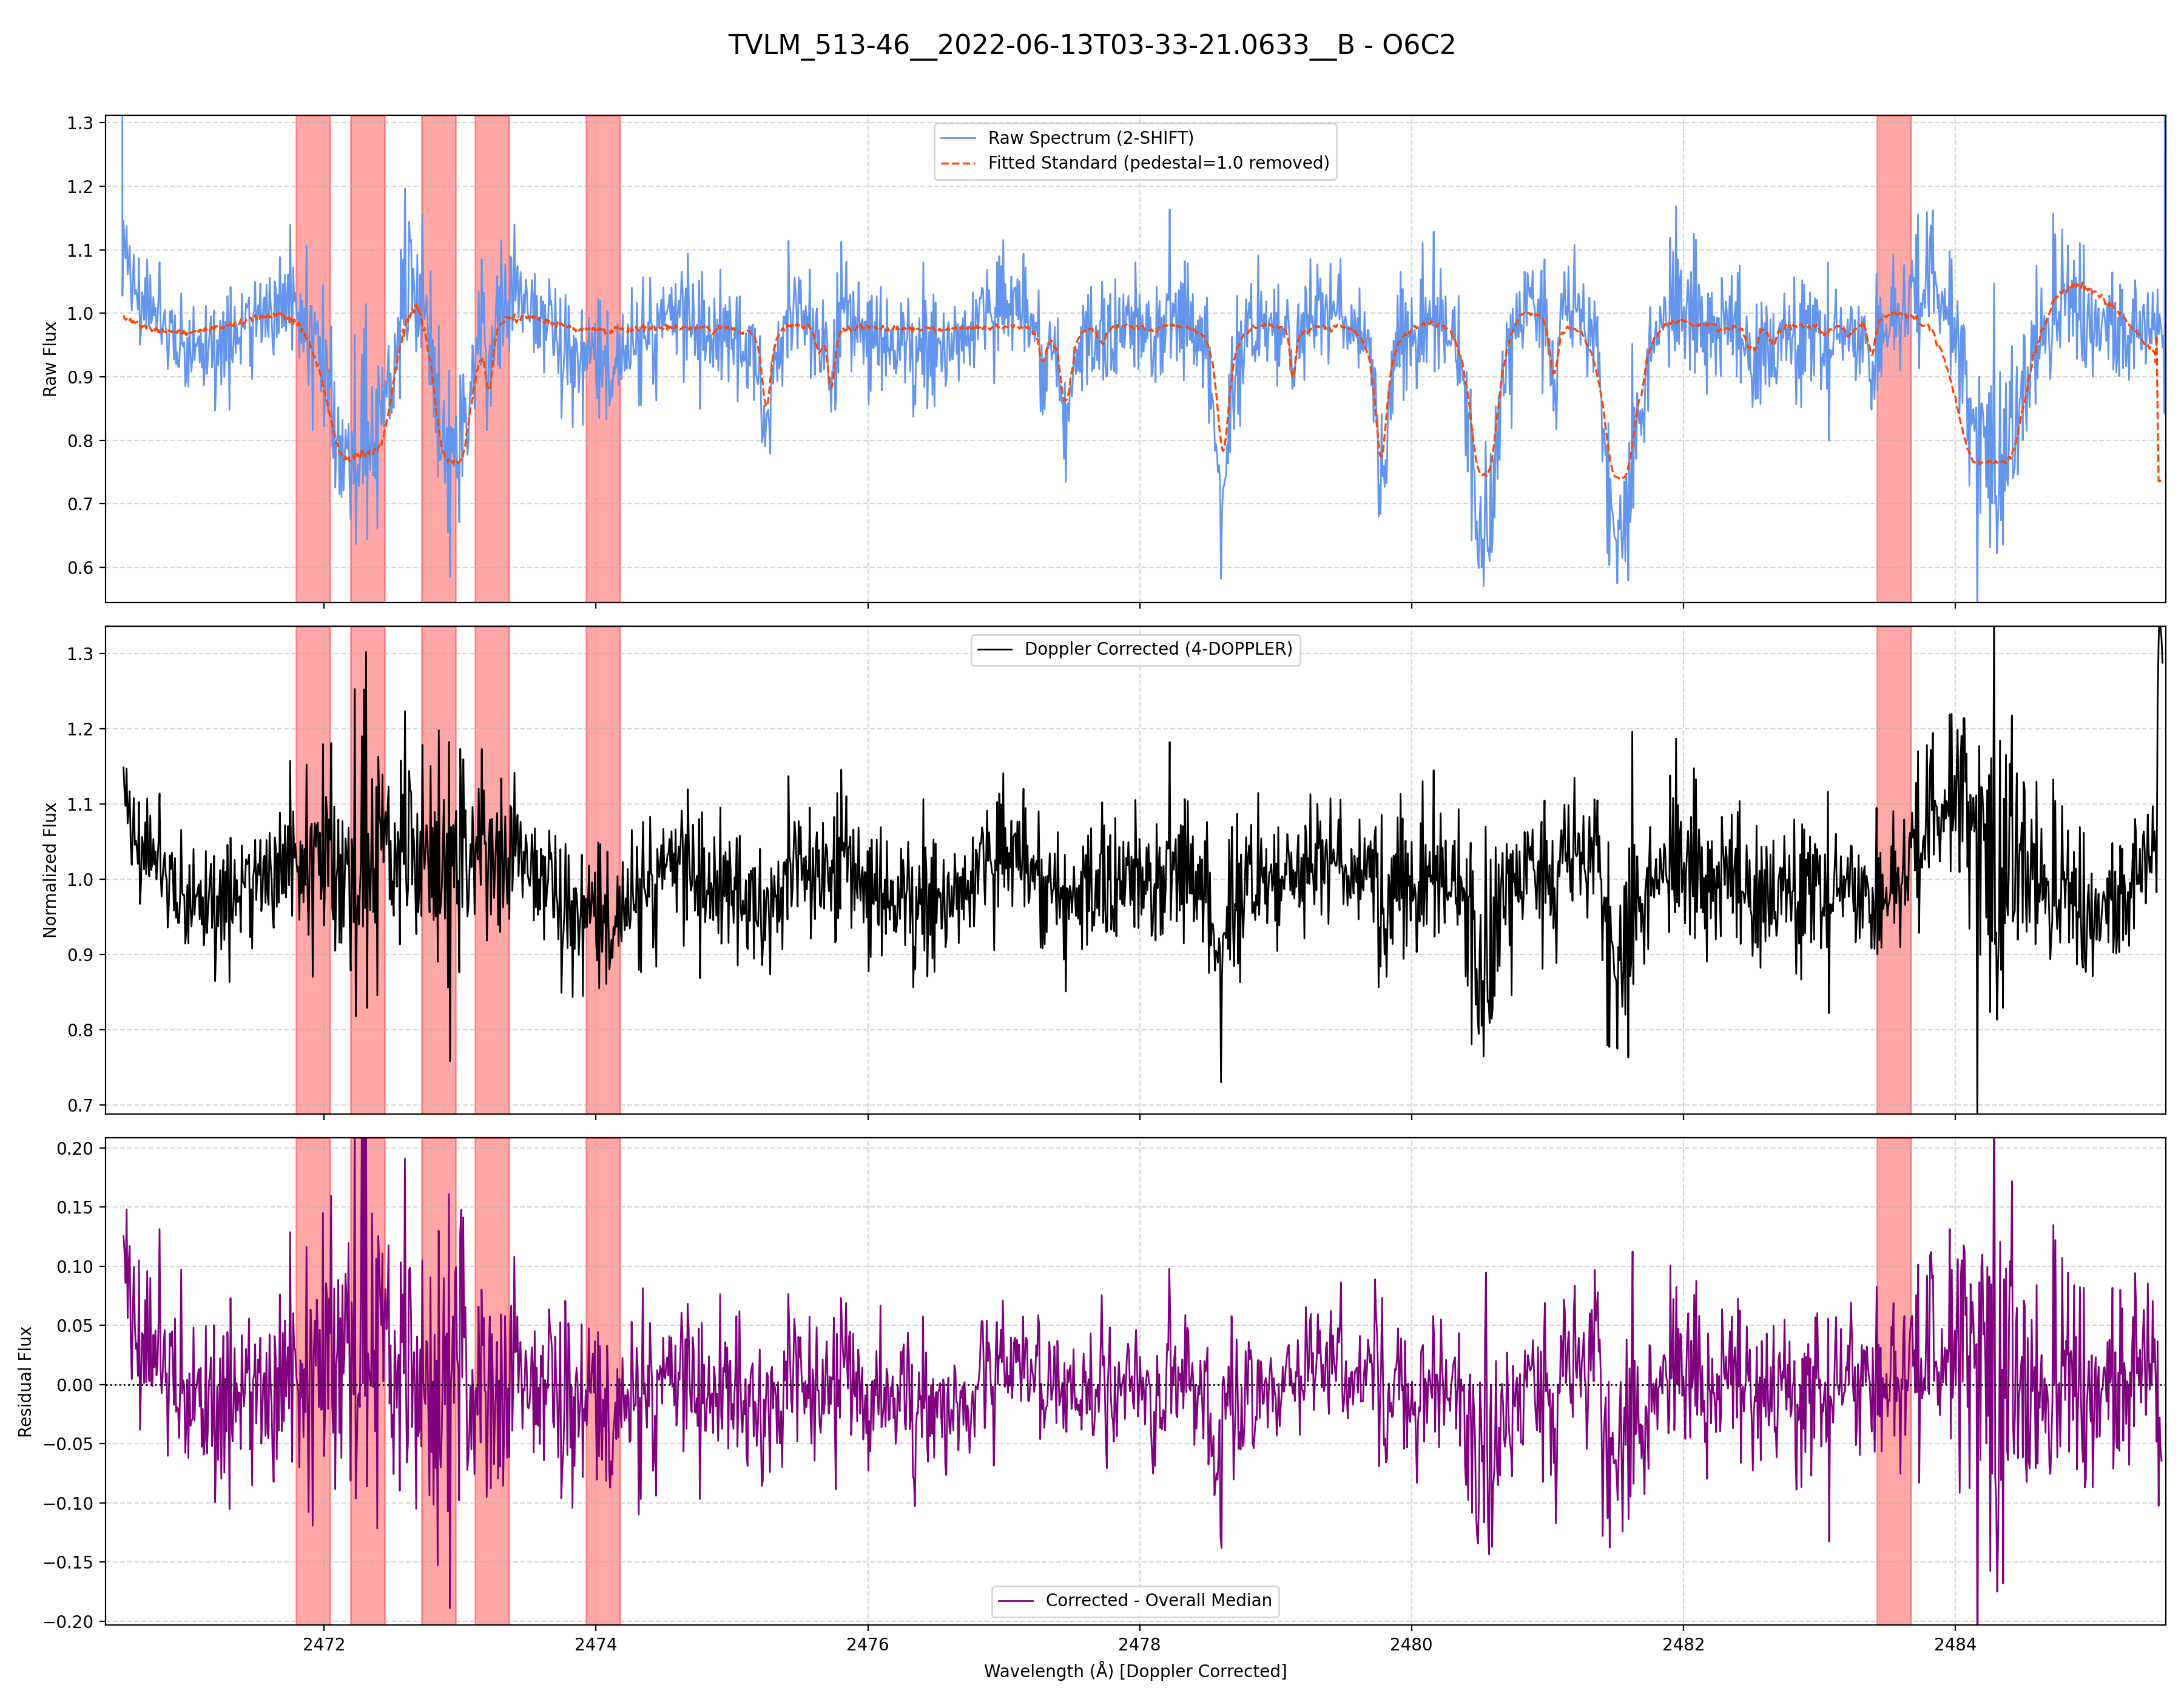 TVLM_513-46__2022-06-13T03-33-21.0633__B - O6C2
1.3
1.2
1.1
1.0
0.9
0.8
0.7
0.6
Raw Flux
Raw Spectrum (2-SHIFT)
Fitted Standard (pedestal=1.0 removed)
1.3
1.2
1.1
1.0
0.9
0.8
0.7
Normalized Flux
Doppler Corrected (4-DOPPLER)
0.20
0.15
0.10
0.05
0.00
−0.05
−0.10
−0.15
−0.20
Residual Flux
Corrected - Overall Median
2472 2474 2476 2478 2480 2482 2484
Wavelength (Å) [Doppler Corrected]